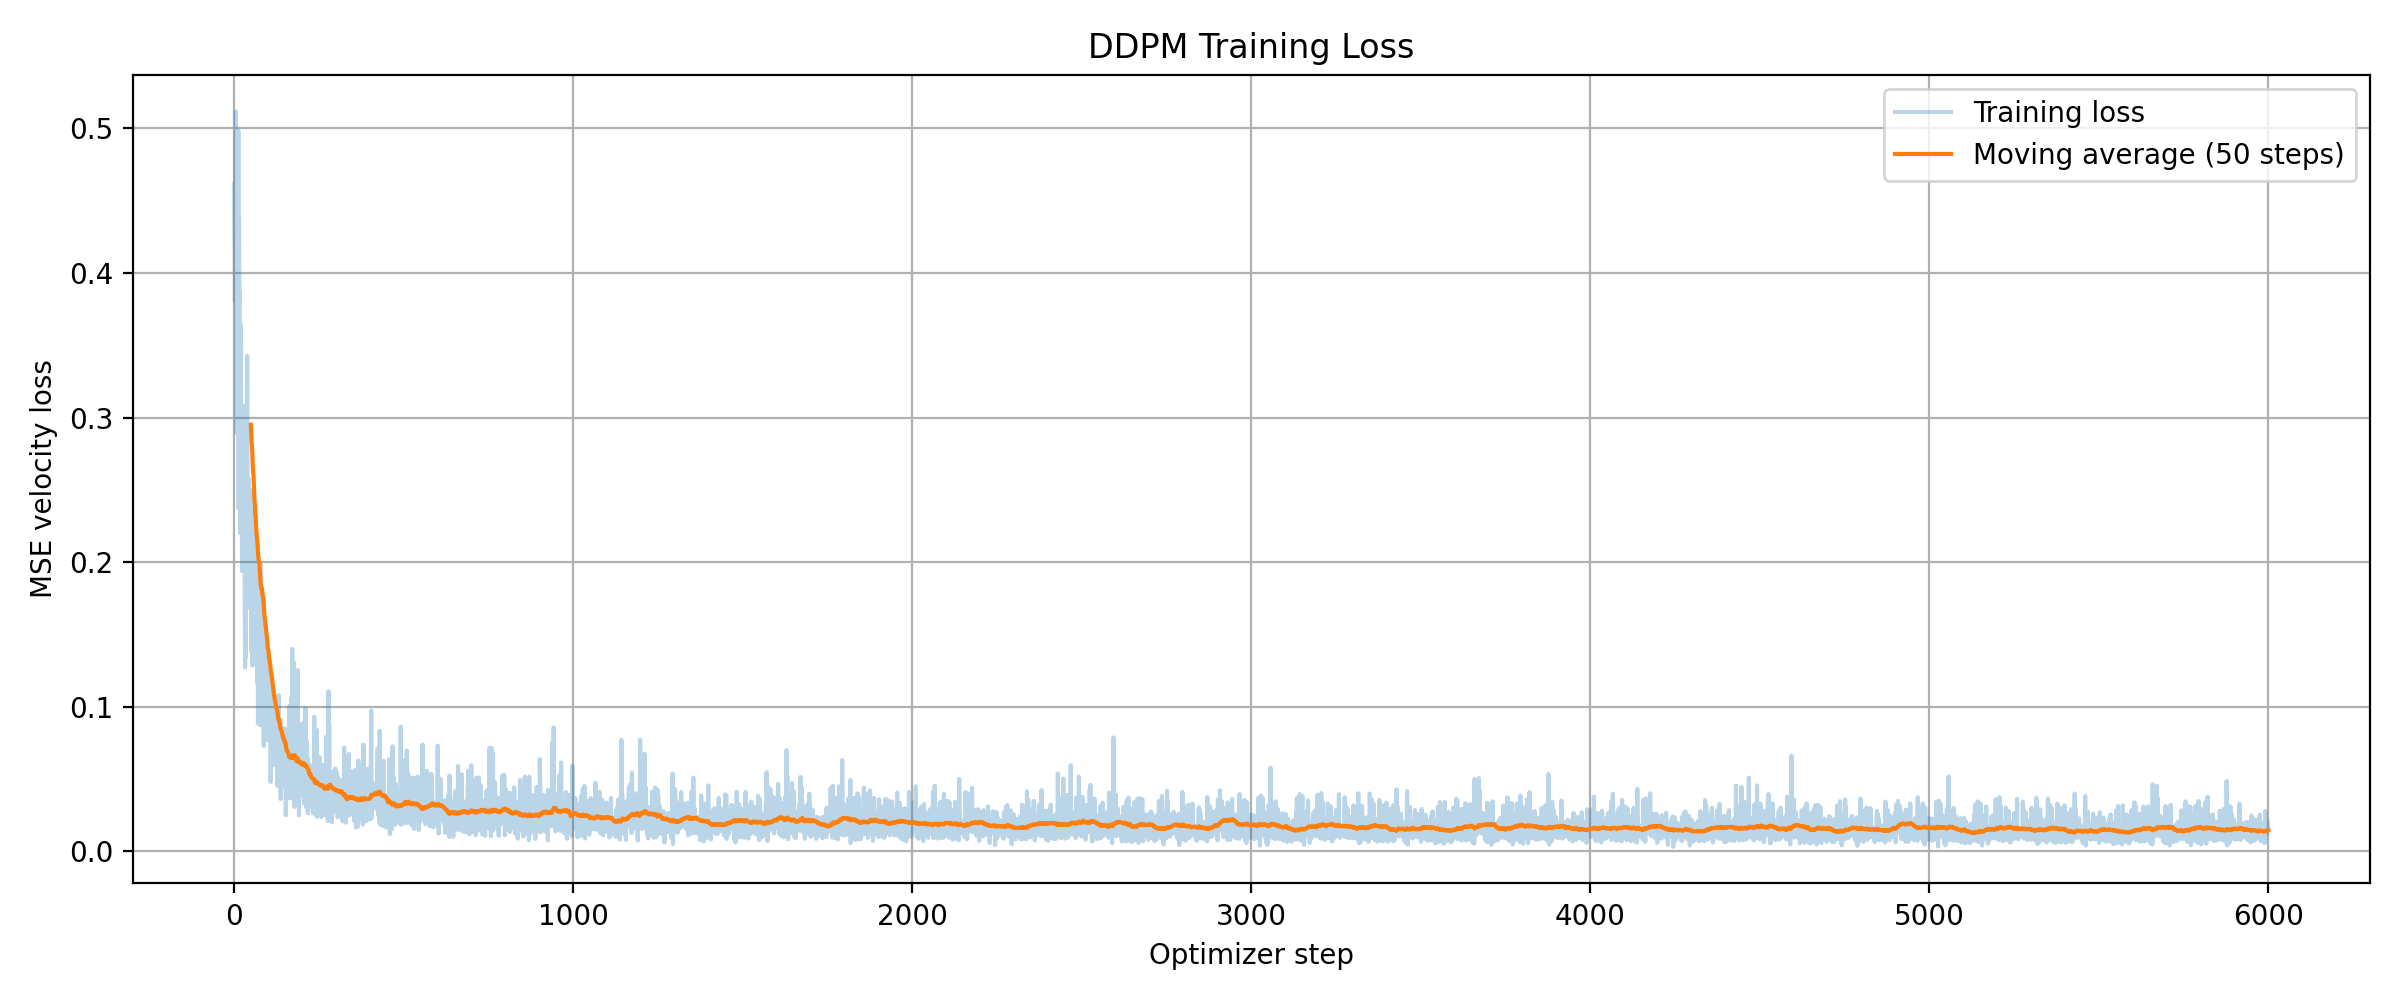 DDPM Training Loss
Training loss
Moving average (50 steps)
MSE velocity loss
0.5
0.4
0.3
0.2
0.1
0.0
0 1000 2000 3000 4000 5000 6000
Optimizer step